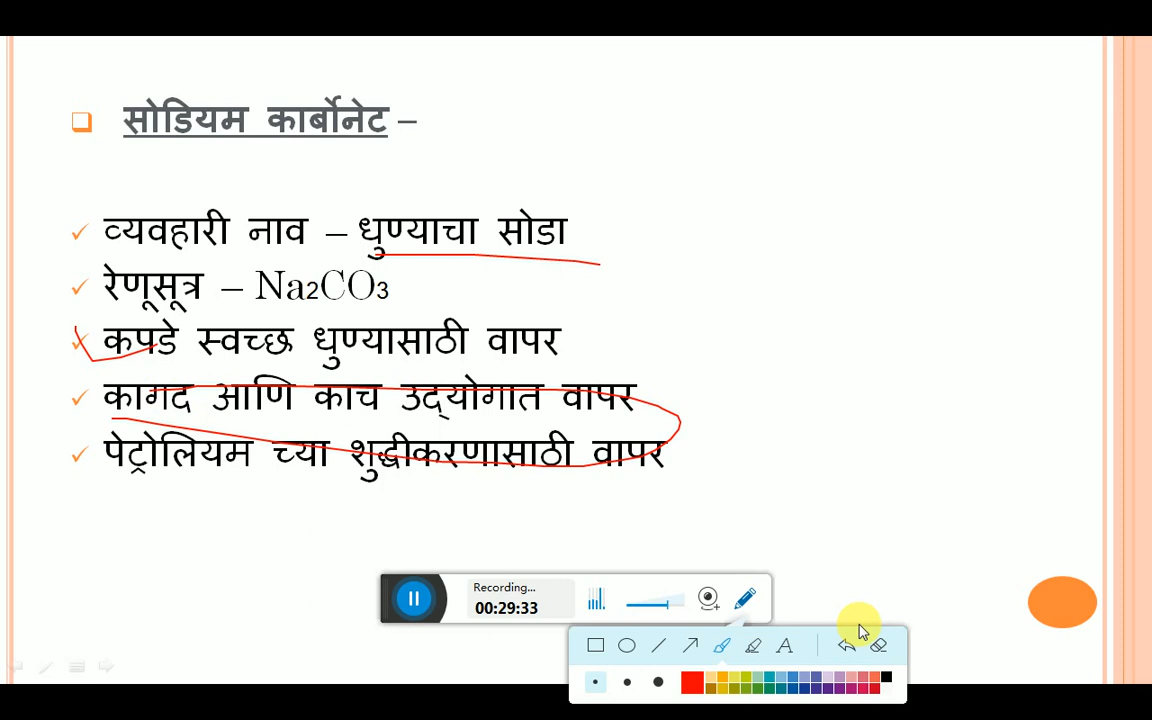 सोडियम कार्बोनेट –
व्यवहारी नाव – धुण्याचा सोडा
रेणूसूत्र – Na2CO3
कपडे स्वच्छ धुण्यासाठी वापर
कागद आणि काच उद्‌योगात वापर
पेट्रोलियम च्या शुद्धीकरणासाठी वापर
Recording...
00:29:33
A